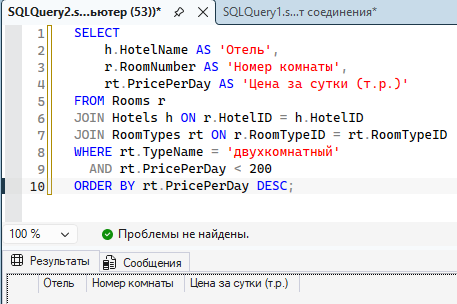 SQLQuery2.s...ьютер (53))* SQLQuery1.s...т соединения*
1 SELECT
2 h.HotelName AS 'Отель',
3 r.RoomNumber AS 'Номер комнаты',
4 rt.PricePerDay AS 'Цена за сутки (т.р.)'
5 FROM Rooms r
6 JOIN Hotels h ON r.HotelID = h.HotelID
7 JOIN RoomTypes rt ON r.RoomTypeID = rt.RoomTypeID
8 WHERE rt.TypeName = 'двухкомнатный'
9 AND rt.PricePerDay < 200
10 ORDER BY rt.PricePerDay DESC;
100 % Проблемы не найдены.
Результаты Сообщения
Отель Номер комнаты Цена за сутки (т.р.)